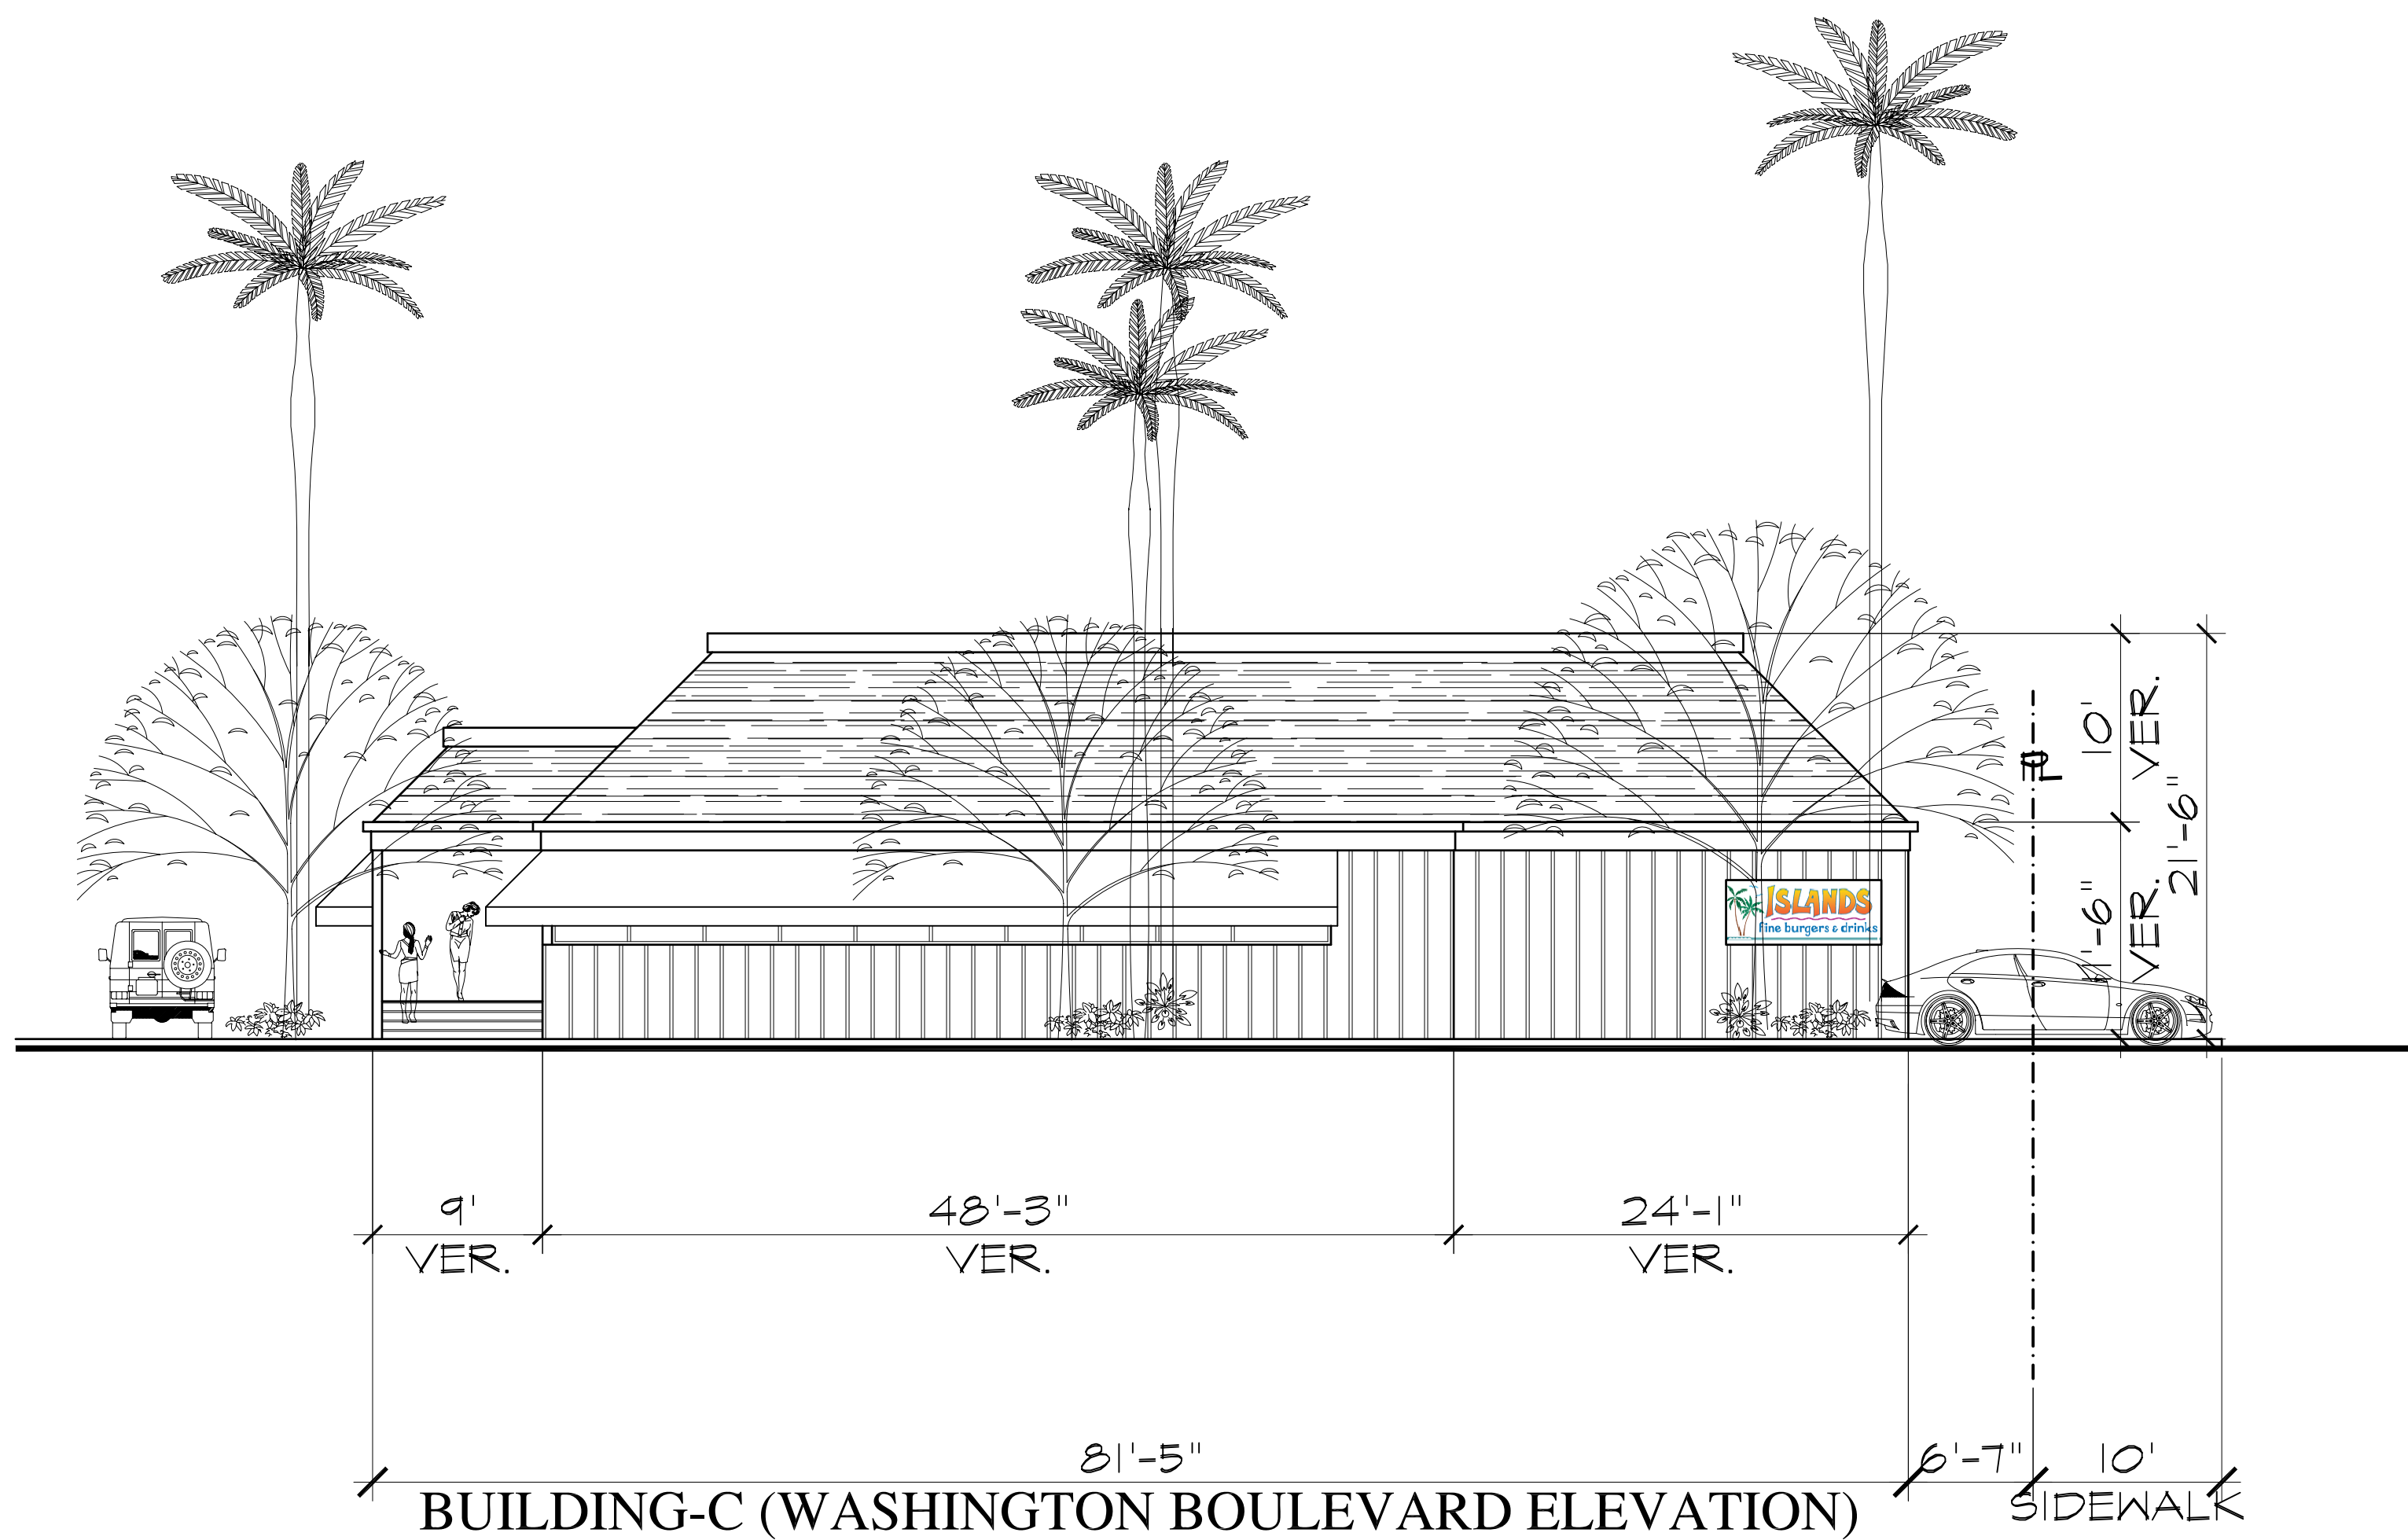 ISLANDS
fine burgers & drinks
10'
VER.
11'-6"
VER.
21'-6"
PL
9'
VER.
48'-3"
VER.
24'-1"
VER.
81'-5"
6'-7"
10'
SIDEWALK
BUILDING-C (WASHINGTON BOULEVARD ELEVATION)